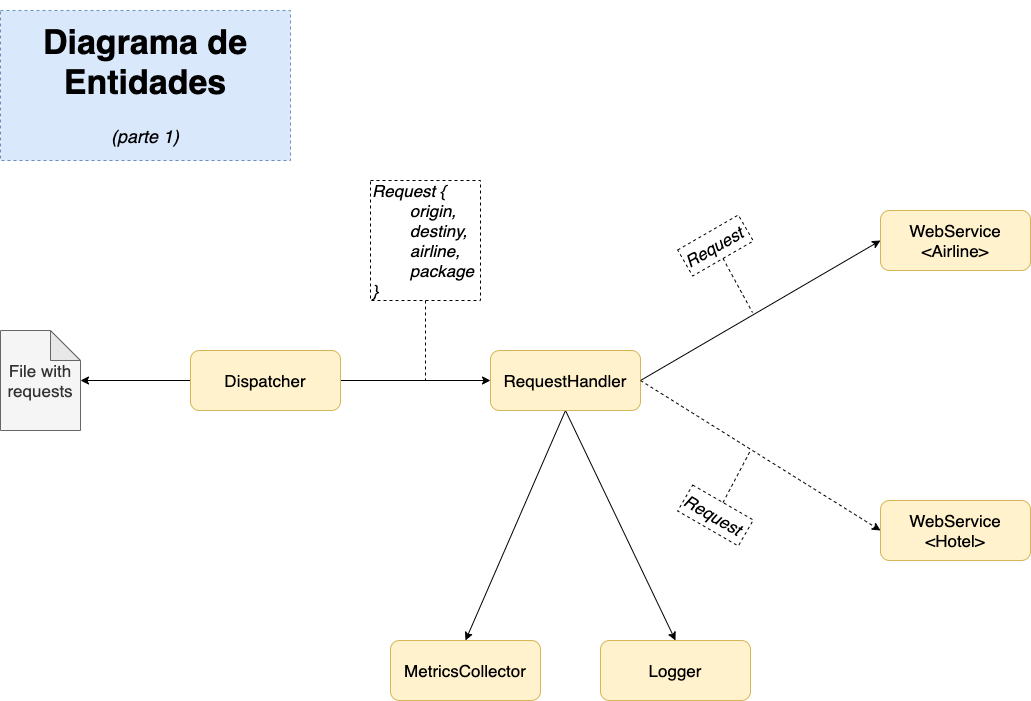 Diagrama de
Entidades
(parte 1)
Request {
origin,
destiny,
airline,
package
}
Request
WebService
<Airline>
File with
requests
Dispatcher
RequestHandler
Request
WebService
<Hotel>
MetricsCollector
Logger